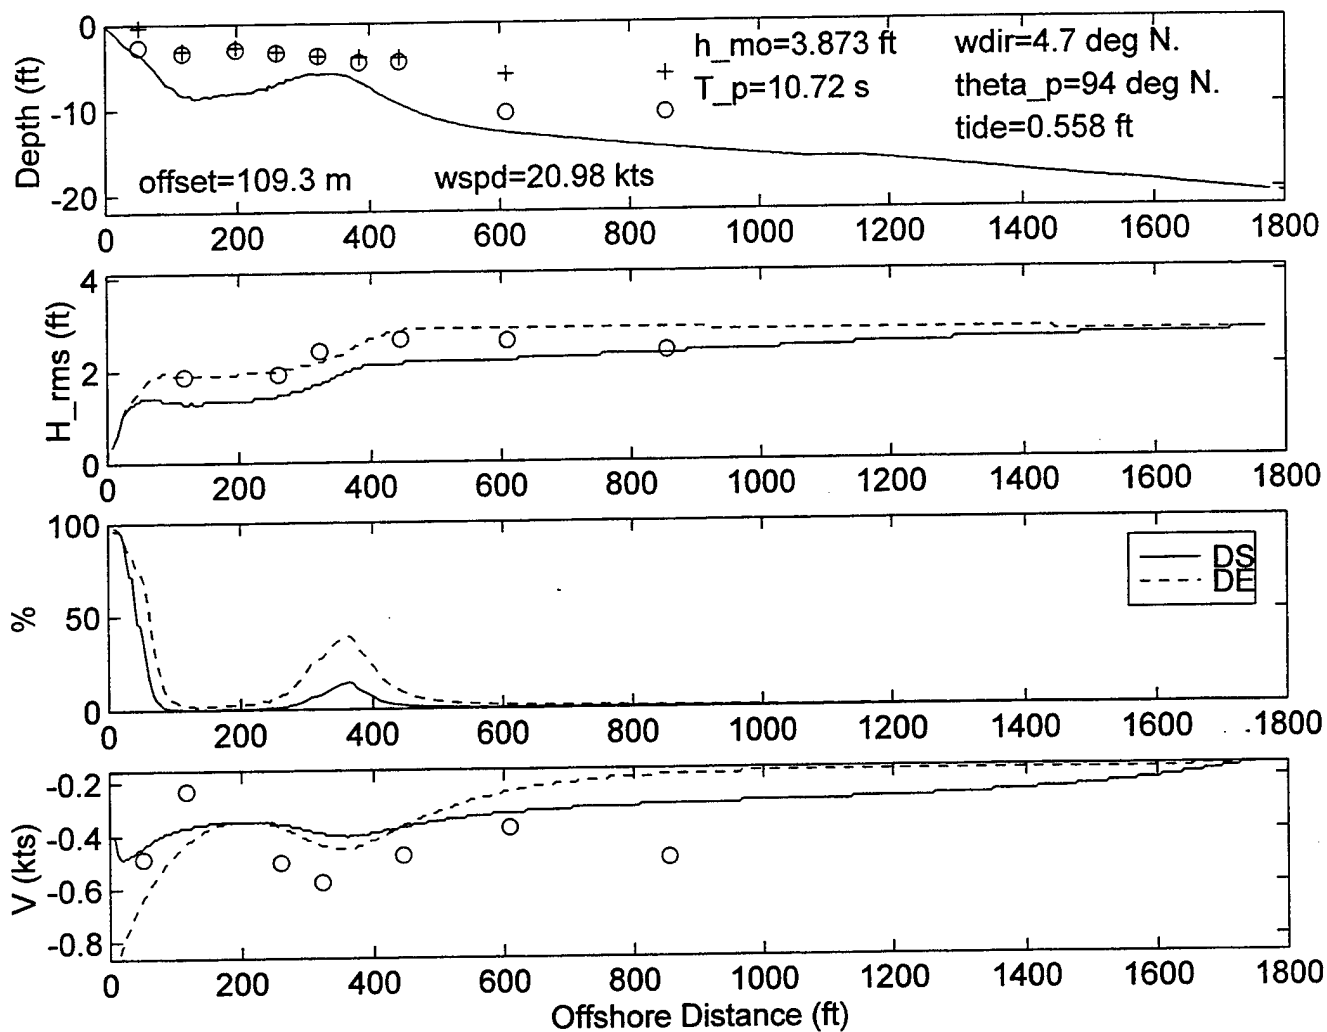 h_mo=3.873 ft
wdir=4.7 deg N.
T_p=10.72 s
theta_p=94 deg N.
tide=0.558 ft
offset=109.3 m
wspd=20.98 kts
Depth (ft)
0
-10
-20
0 200 400 600 800 1000 1200 1400 1600 1800
H_rms (ft)
4
2
0
0 200 400 600 800 1000 1200 1400 1600 1800
%
100
50
0
DS
DE
0 200 400 600 800 1000 1200 1400 1600 1800
V (kts)
-0.2
-0.4
-0.6
-0.8
0 200 400 600 800 1000 1200 1400 1600 1800
Offshore Distance (ft)